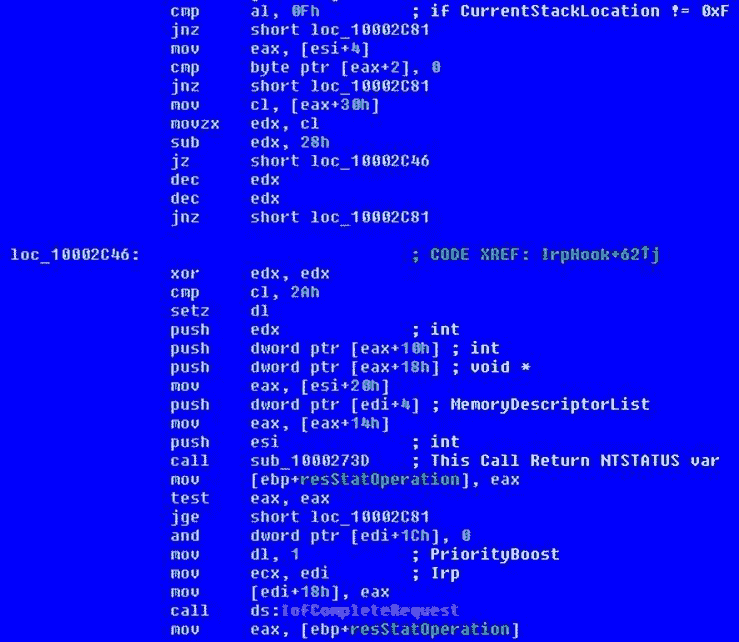 cmp al, 0Fh ; if CurrentStackLocation != 0xF
jnz short loc_10002C81
mov eax, [esi+4]
cmp byte ptr [eax+2], 0
jnz short loc_10002C81
mov cl, [eax+30h]
movzx edx, cl
sub edx, 28h
jz short loc_10002C46
dec edx
dec edx
jnz short loc_10002C81
loc_10002C46: ; CODE XREF: IrpHook+62↑j
xor edx, edx
cmp cl, 2Ah
setz dl
push edx ; int
push dword ptr [eax+10h] ; int
push dword ptr [eax+18h] ; void *
mov eax, [esi+20h]
push dword ptr [edi+4] ; MemoryDescriptorList
mov eax, [eax+14h]
push esi ; int
call sub_1000273D ; This Call Return NTSTATUS var
mov [ebp+resStatOperation], eax
test eax, eax
jge short loc_10002C81
and dword ptr [edi+1Ch], 0
mov dl, 1 ; PriorityBoost
mov ecx, edi ; Irp
mov [edi+18h], eax
call ds:IofCompleteRequest
mov eax, [ebp+resStatOperation]